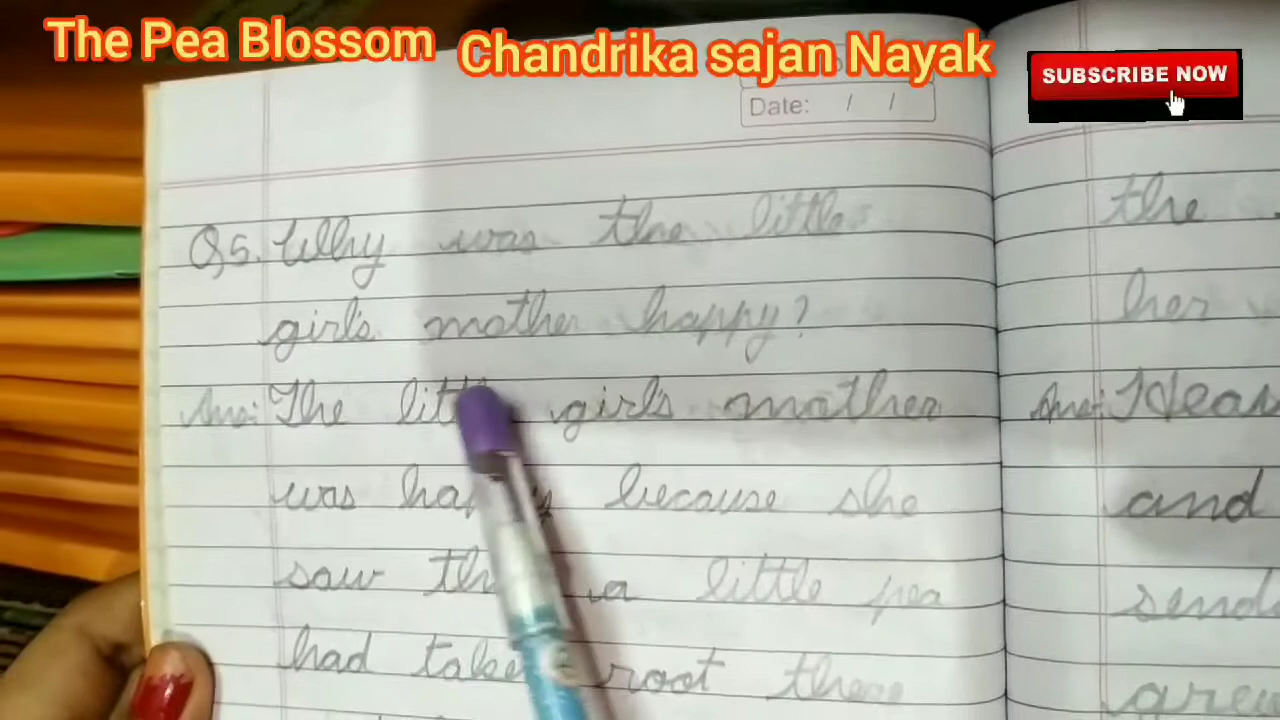 The Pea Blossom
Chandrika sajan Nayak
SUBSCRIBE NOW
Date: / /
Q5. Why was the little
girl's mother happy?
Ans: The girl's mother
was because she
saw a little pea
had root there
the
her
Ans:
and